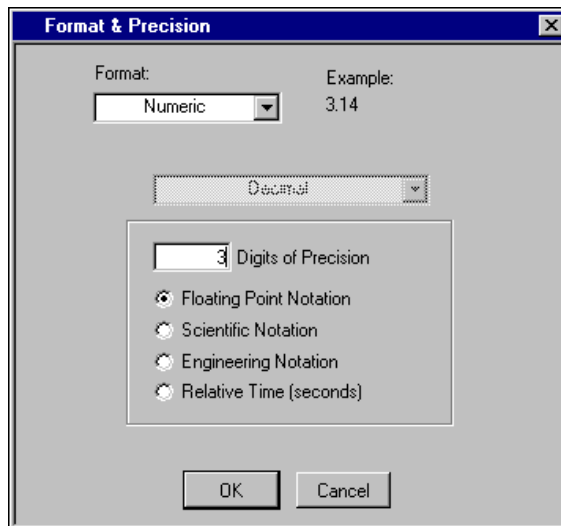 Format & Precision
Format:
Example:
Numeric
3.14
Decimal
3 Digits of Precision
Floating Point Notation
Scientific Notation
Engineering Notation
Relative Time (seconds)
OK
Cancel